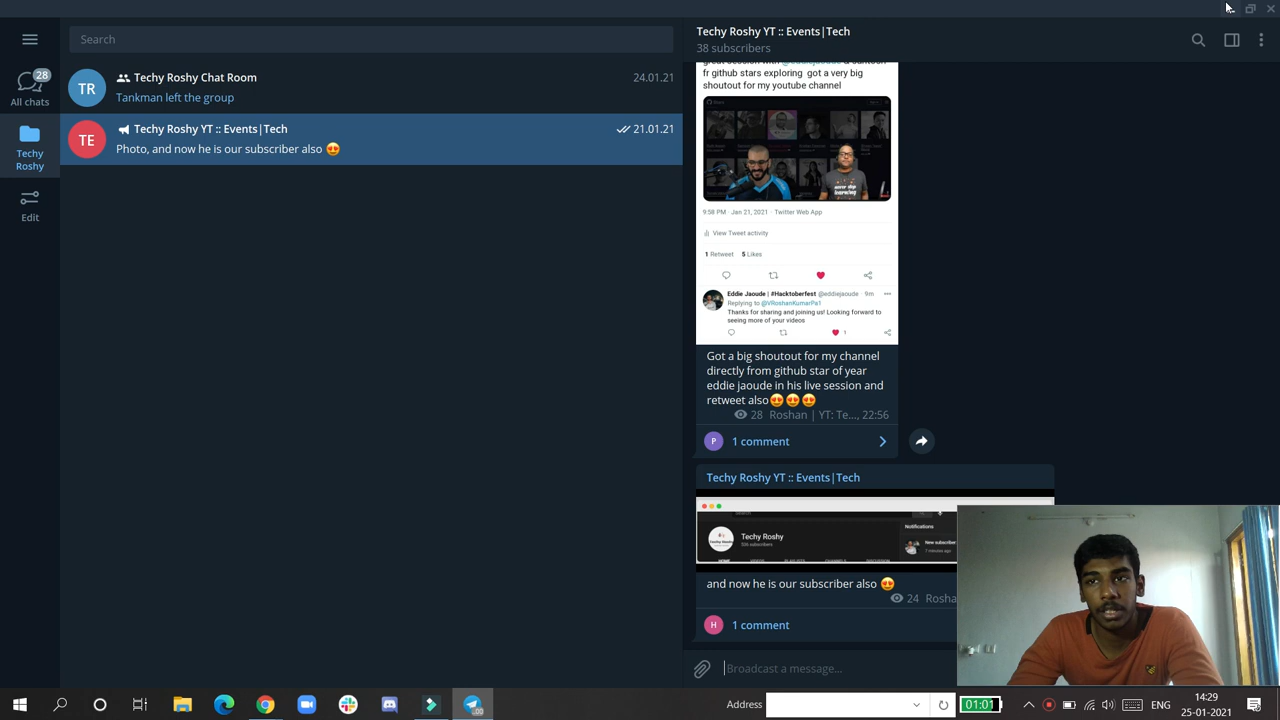 Search
Techy Roshy YT :: Events|Tech
38 subscribers
28
All chats
TR
Techy Roshy Chat Room
24.01.21
TE
Techy Roshy YT :: Events|Tech
21.01.21
Photo, and now he is our subscriber also 😍
Techy
Roshy
Edit
fr github stars exploring got a very big
shoutout for my youtube channel
9:58 PM · Jan 21, 2021 · Twitter Web App
View Tweet activity
1 Retweet 5 Likes
Eddie Jaoude | #Hacktoberfest @eddiejaoude 9m
Replying to @VRoshanKumarPa1
Thanks for sharing and joining us! Looking forward to
seeing more of your videos
1
Got a big shoutout for my channel
directly from github star of year
eddie jaoude in his live session and
retweet also😍😍😍
28 Roshan | YT: Te..., 22:56
P
1 comment
Techy Roshy YT :: Events|Tech
Techy Roshy
Notifications
New subscriber
7 minutes ago
HOME
and now he is our subscriber also 😍
24 Rosha
H
1 comment
Broadcast a message...
Address
01:01
ENG
14:29
25-01-2021